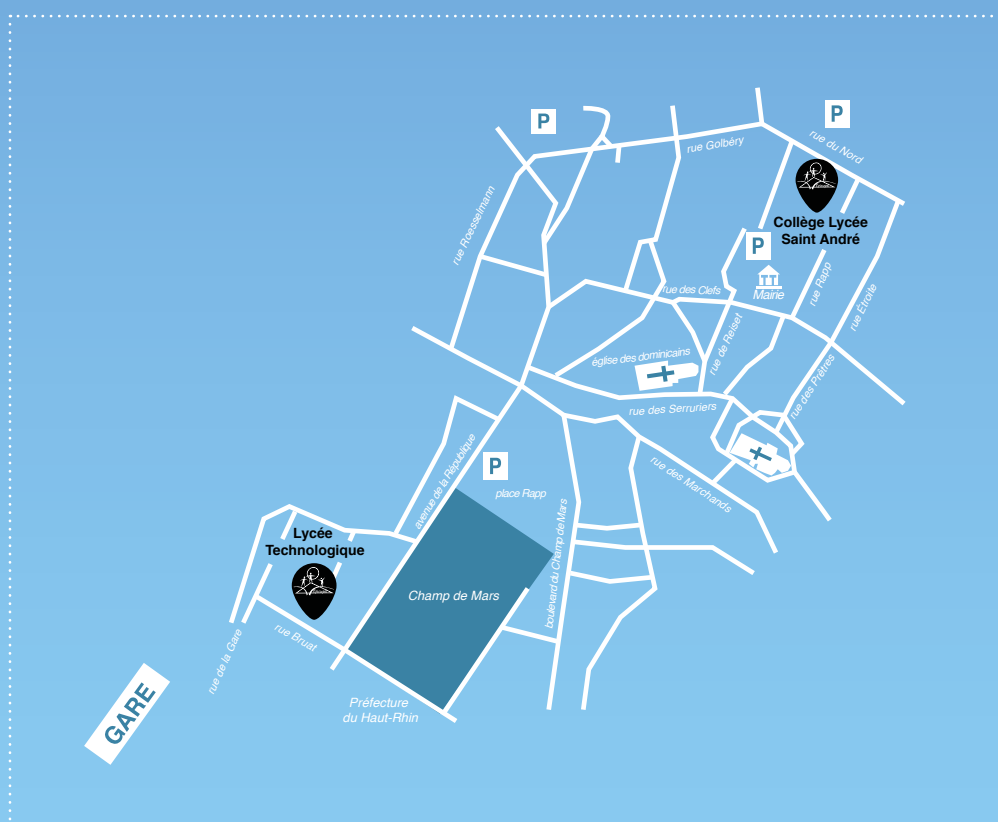 P
P
rue du Nord
rue Golbéry
Collège Lycée
Saint André
rue Roesselmann
P
Mairie
rue Rapp
rue Étroite
rue des Clefs
rue de Reiset
église des dominicains
rue des Prêtres
rue des Serruriers
avenue de la République
P
place Rapp
rue des Marchands
boulevard du Champ de Mars
Lycée
Technologique
Champ de Mars
rue Bruat
rue de la Gare
GARE
Préfecture
du Haut-Rhin